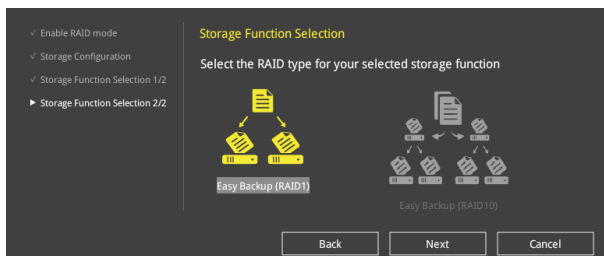 ✓ Enable RAID mode
✓ Storage Configuration
✓ Storage Function Selection 1/2
▶ Storage Function Selection 2/2
Storage Function Selection
Select the RAID type for your selected storage function
Easy Backup (RAID1)
Easy Backup (RAID10)
Back
Next
Cancel